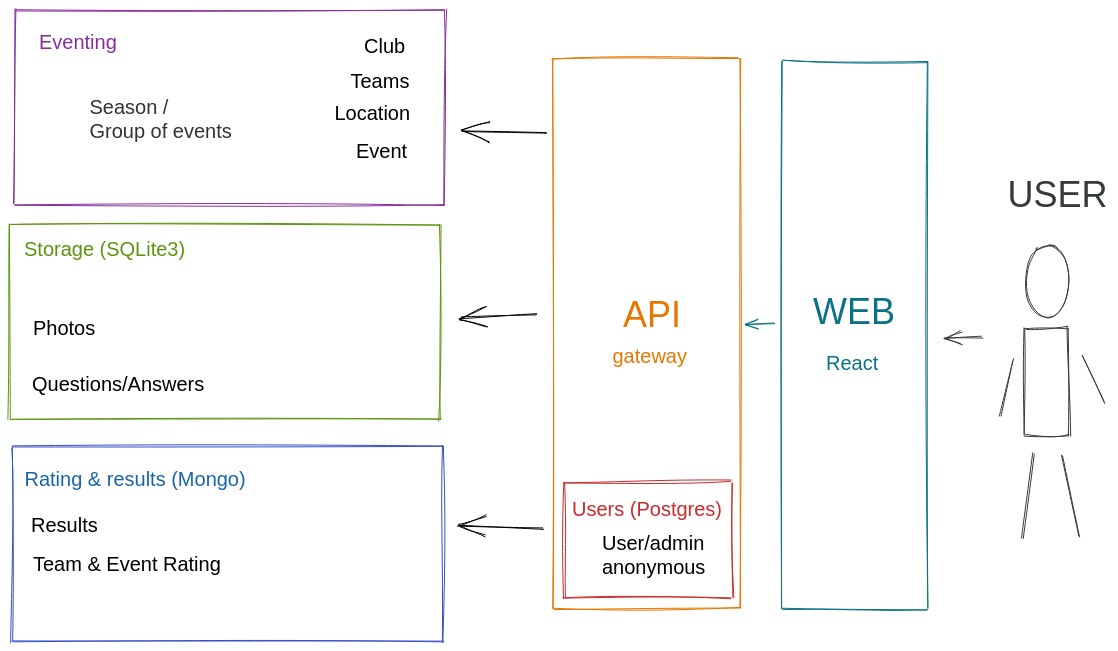 Eventing
Club
Teams
Season /
Location
Group of events
Event
Storage (SQLite3)
Photos
Questions/Answers
Rating & results (Mongo)
Results
Team & Event Rating
API
gateway
Users (Postgres)
User/admin
anonymous
WEB
React
USER